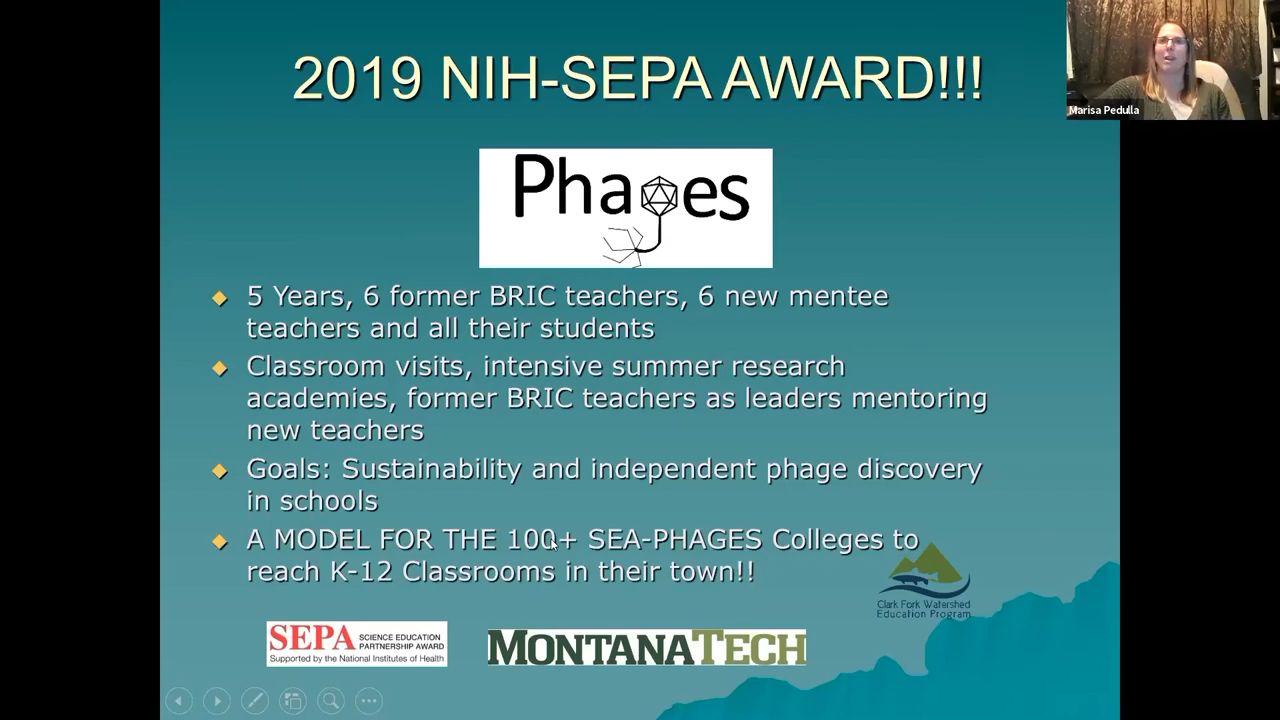 2019 NIH-SEPA AWARD!!!
Marisa Pedulla
Phages
5 Years, 6 former BRIC teachers, 6 new mentee
teachers and all their students
Classroom visits, intensive summer research
academies, former BRIC teachers as leaders mentoring
new teachers
Goals: Sustainability and independent phage discovery
in schools
A MODEL FOR THE 100+ SEA-PHAGES Colleges to
reach K-12 Classrooms in their town!!
Clark Fork Watershed
Education Program
SEPA SCIENCE EDUCATION
PARTNERSHIP AWARD
Supported by the National Institutes of Health
MONTANATECH